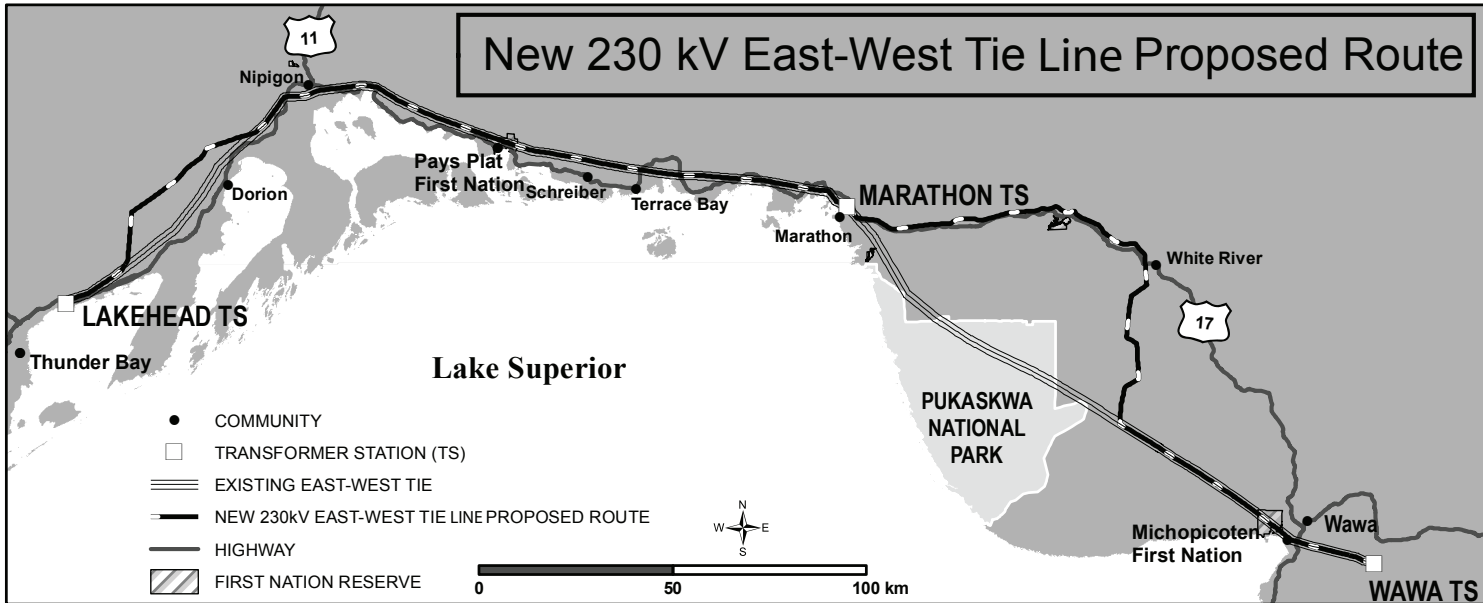 New 230 kV East-West Tie Line Proposed Route
11
Nipigon
Dorion
Pays Plat
First Nation
Schreiber
Terrace Bay
MARATHON TS
Marathon
White River
17
LAKEHEAD TS
Thunder Bay
Lake Superior
PUKASKWA
NATIONAL
PARK
COMMUNITY
TRANSFORMER STATION (TS)
EXISTING EAST-WEST TIE
NEW 230kV EAST-WEST TIE LINE PROPOSED ROUTE
HIGHWAY
FIRST NATION RESERVE
N
W E
S
0 50 100 km
Michopicoten
First Nation
Wawa
WAWA TS